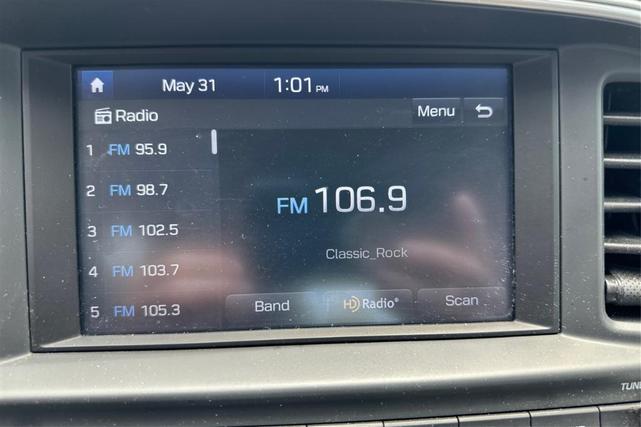 May 31 1:01 PM
Radio Menu
1 FM 95.9
2 FM 98.7
3 FM 102.5
4 FM 103.7
5 FM 105.3
FM 106.9
Classic_Rock
Band HD Radio® Scan
TUNE